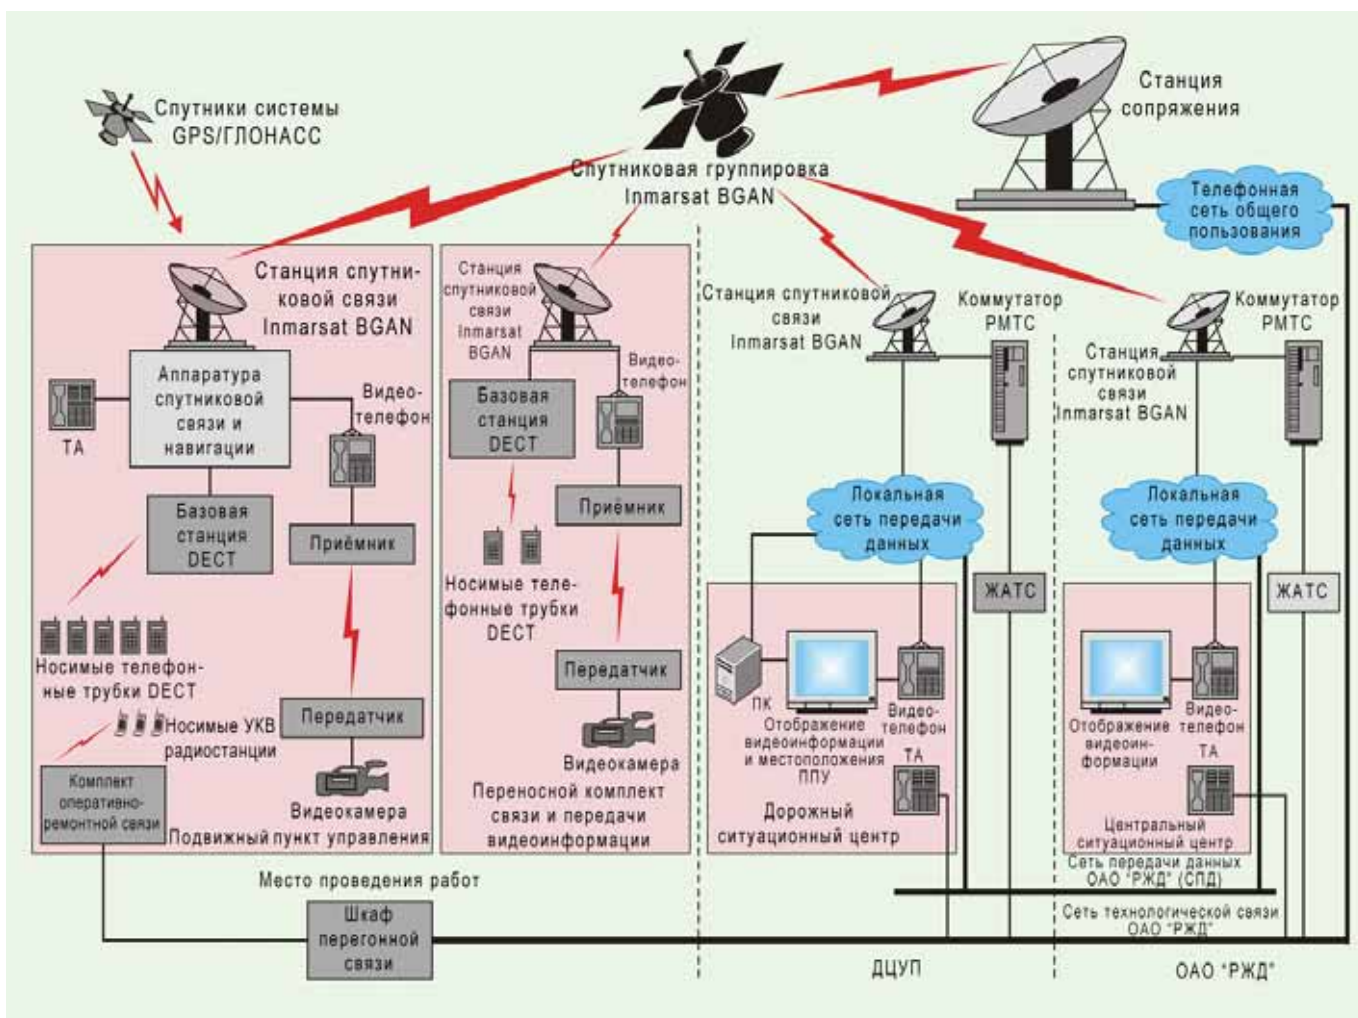 Спутники системы
GPS/ГЛОНАСС
Спутниковая группировка
Inmarsat BGAN
Станция
сопряжения
Телефонная
сеть общего
пользования
Станция спутни-
ковой связи
Inmarsat BGAN
Аппаратура
спутниковой
связи и
навигации
ТА
Видео-
телефон
Базовая
станция
DECT
Приёмник
Носимые телефон-
ные трубки DECT
Носимые УКВ
радиостанции
Передатчик
Комплект
оперативно-
ремонтной связи
Видеокамера
Подвижный пункт управления
Станция
спутниковой
связи
Inmarsat
BGAN
Видео-
телефон
Базовая
станция
DECT
Приёмник
Носимые теле-
фонные трубки
DECT
Передатчик
Видеокамера
Переносной комплект
связи и передачи
видеоинформации
Место проведения работ
Шкаф
перегонной
связи
Станция спутниковой
связи
Inmarsat BGAN
Коммутатор
РМТС
Локальная
сеть передачи
данных
ЖАТС
ПК
Отображение
видеоинформации
и местоположения
ППУ
Видео-
телефон
ТА
Дорожный
ситуационный центр
ДЦУП
Станция
спутниковой
связи
Inmarsat BGAN
Коммутатор
РМТС
Локальная
сеть передачи
данных
ЖАТС
Отображение
видеоин-
формации
Видео-
телефон
ТА
Центральный
ситуационный центр
Сеть передачи данных
ОАО "РЖД" (СПД)
Сеть технологической связи
ОАО "РЖД"
ОАО "РЖД"